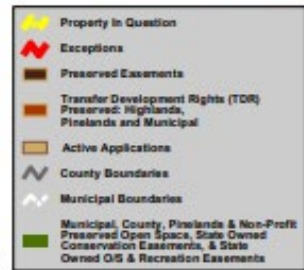 Property In Question
Exceptions
Preserved Easements
Transfer Development Rights (TDR)
Preserved: Highlands,
Pinelands and Municipal
Active Applications
County Boundaries
Municipal Boundaries
Municipal, County, Pinelands & Non-Profit
Preserved Open Space, State Owned
Conservation Easements, & State
Owned O/S & Recreation Easements